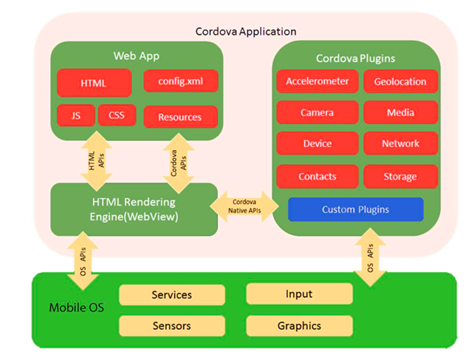 Cordova Application
Web App
HTML
config.xml
JS
CSS
Resources
HTML
APIs
Cordova
APIs
HTML Rendering
Engine(WebView)
Cordova
Native APIs
Cordova Plugins
Accelerometer
Geolocation
Camera
Media
Device
Network
Contacts
Storage
Custom Plugins
OS APIs
OS APIs
Mobile OS
Services
Input
Sensors
Graphics